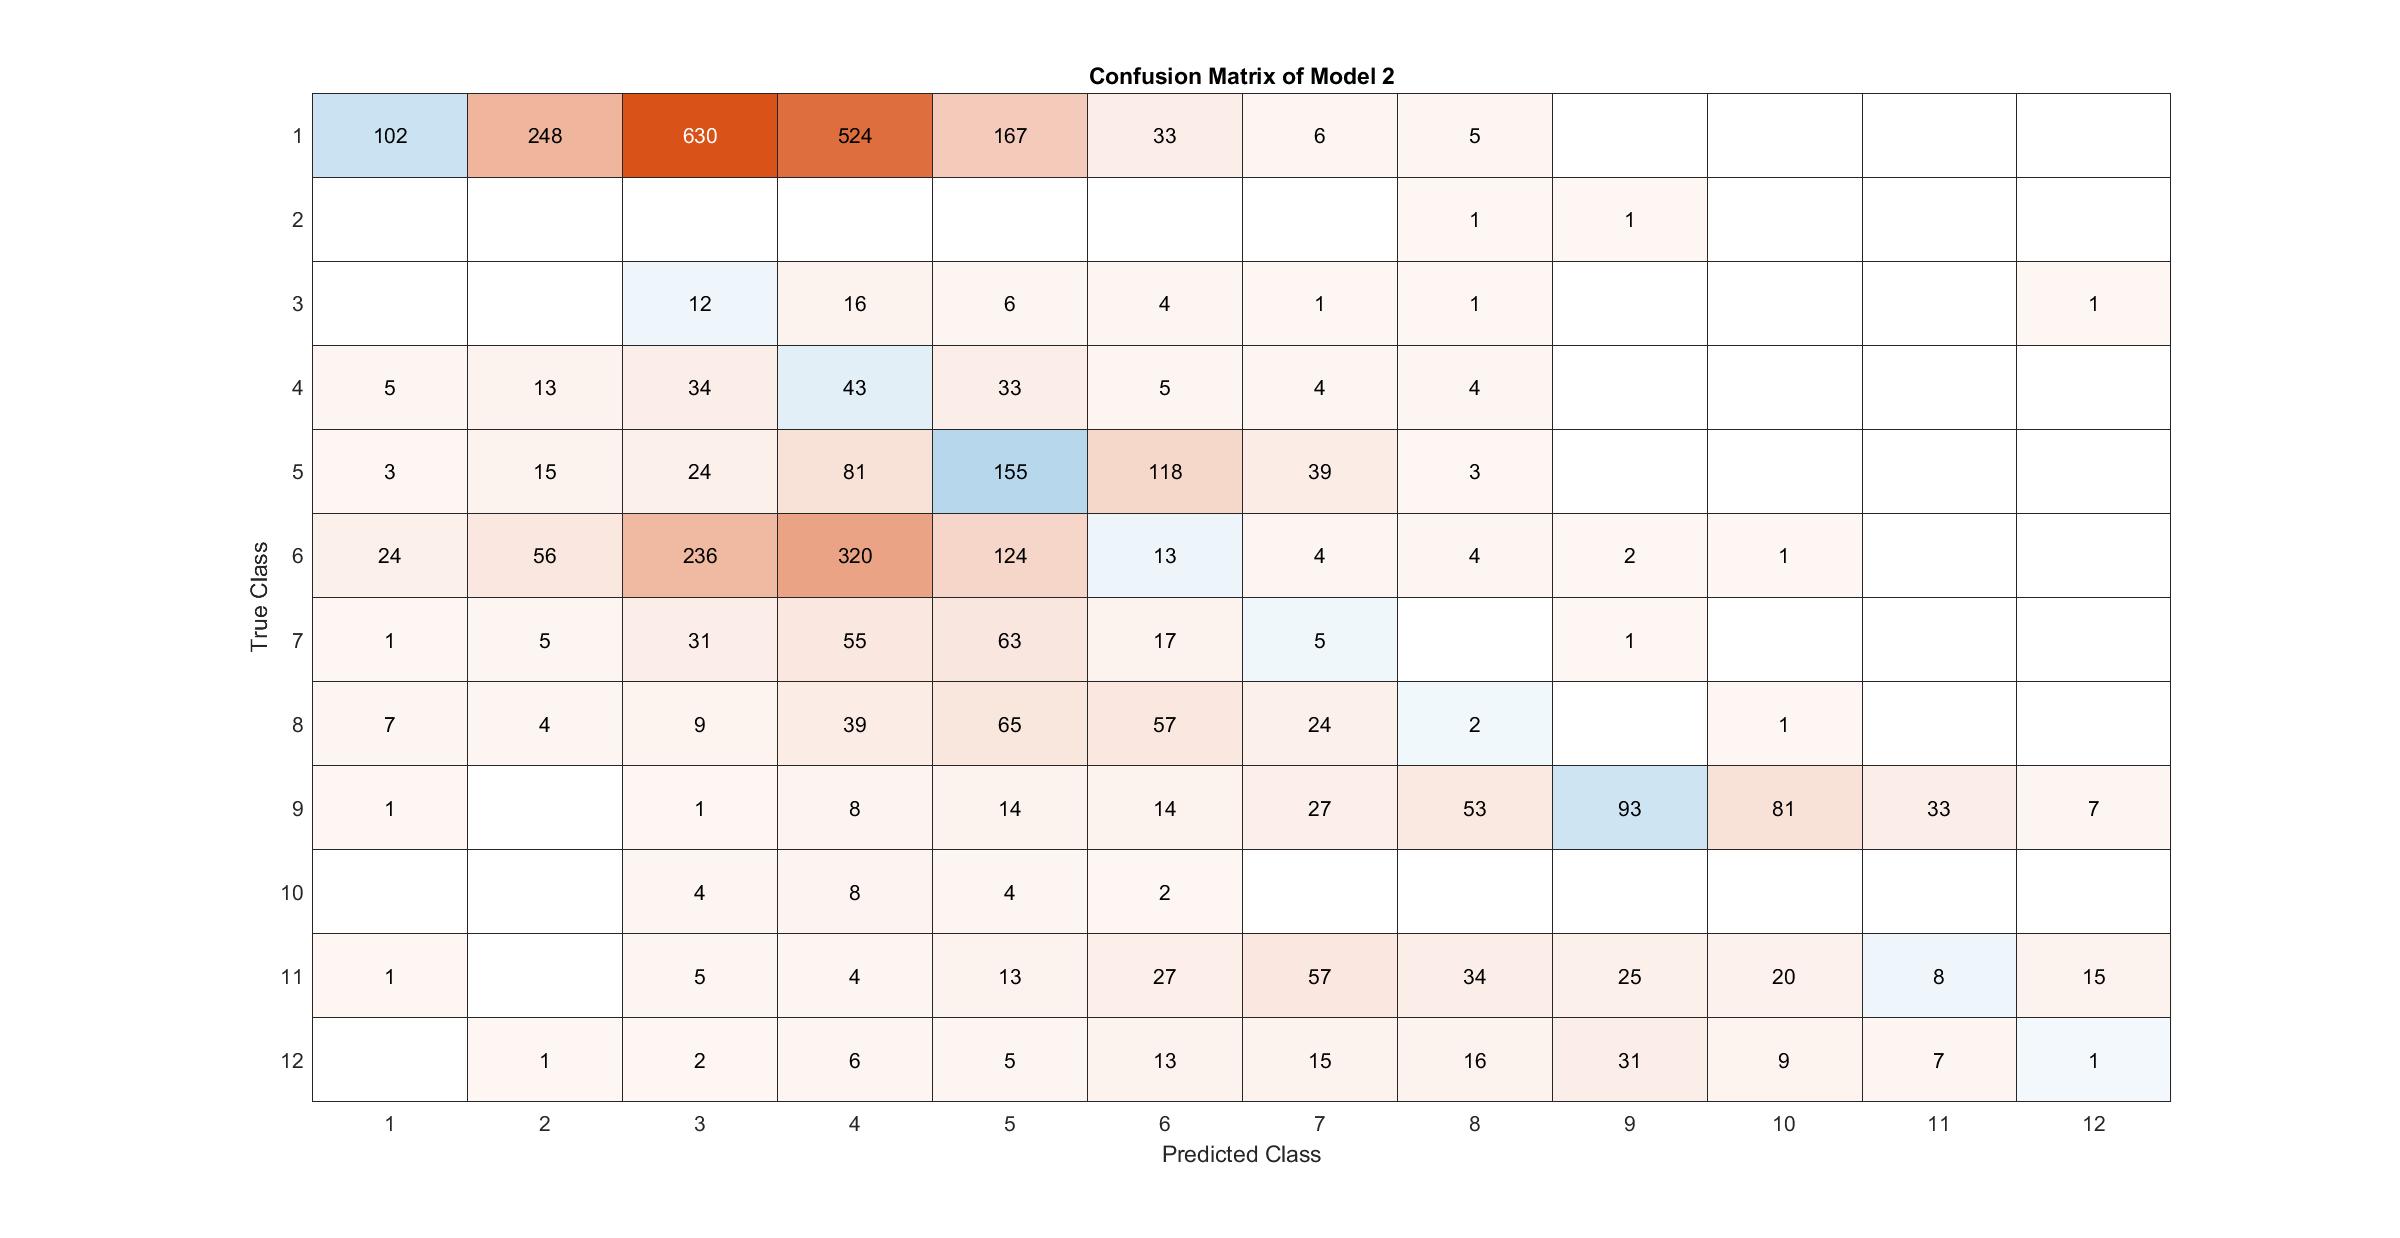 Confusion Matrix of Model 2
1 102 248 630 524 167 33 6 5
2 1 1
3 12 16 6 4 1 1 1
4 5 13 34 43 33 5 4 4
5 3 15 24 81 155 118 39 3
True Class
6 24 56 236 320 124 13 4 4 2 1
7 1 5 31 55 63 17 5 1
8 7 4 9 39 65 57 24 2 1
9 1 1 8 14 14 27 53 93 81 33 7
10 4 8 4 2
11 1 5 4 13 27 57 34 25 20 8 15
12 1 2 6 5 13 15 16 31 9 7 1
1 2 3 4 5 6 7 8 9 10 11 12
Predicted Class